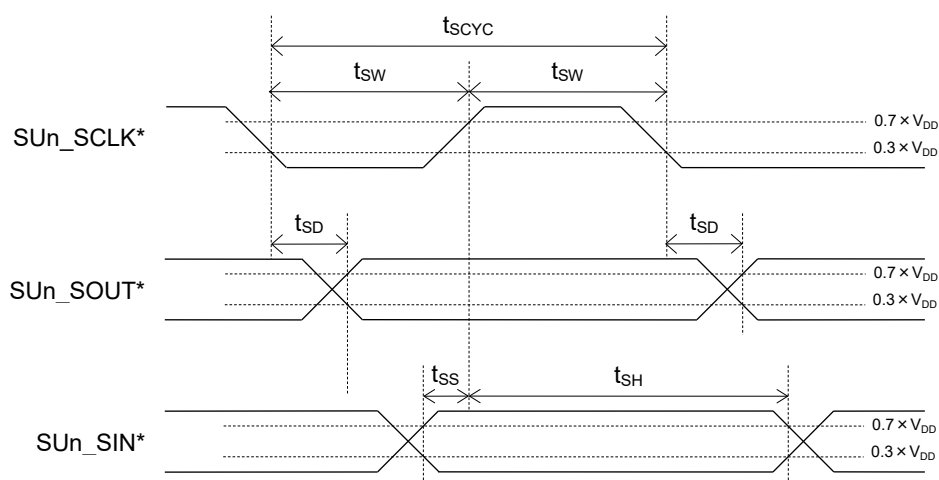 tSCYC
tSW tSW
SUn_SCLK*
0.7 × VDD
0.3 × VDD
tSD tSD
SUn_SOUT*
0.7 × VDD
0.3 × VDD
tSS tSH
SUn_SIN*
0.7 × VDD
0.3 × VDD